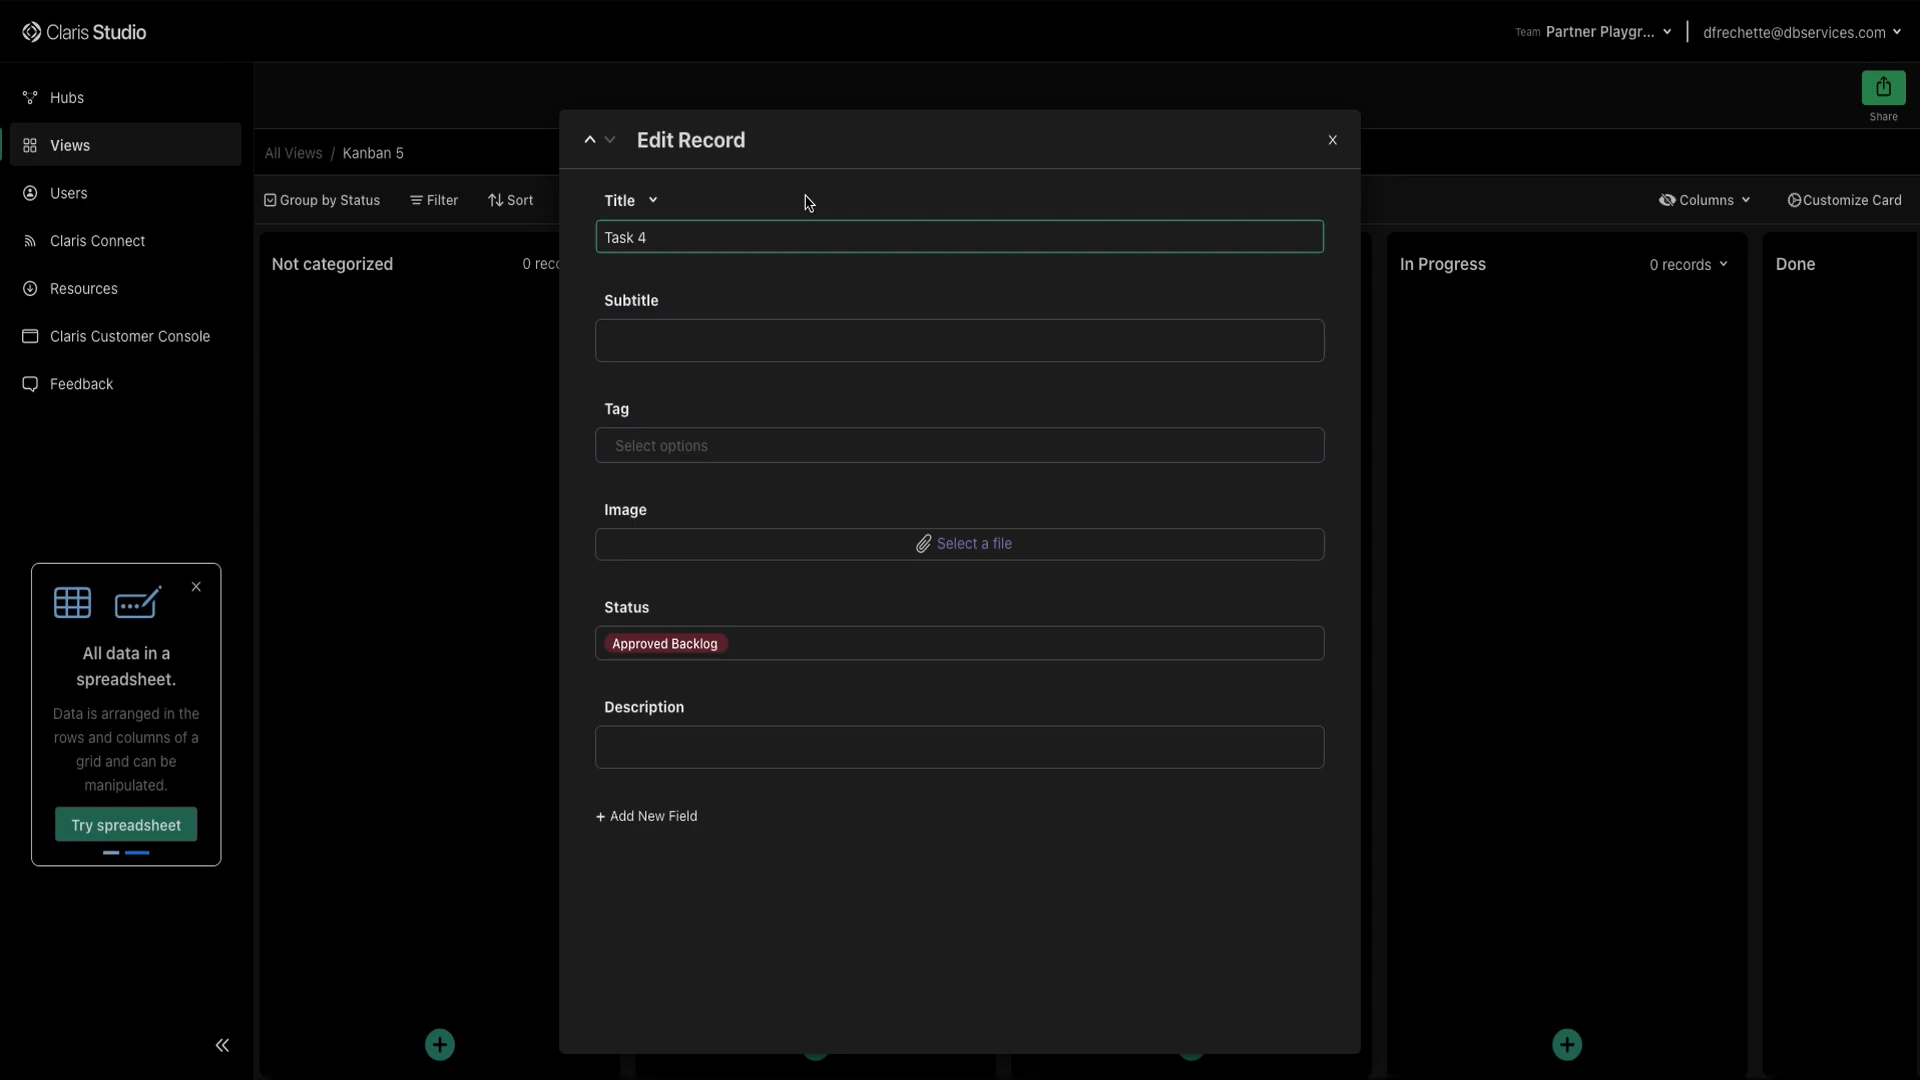 Claris Studio
Team Partner Playgr...
dfrechette@dbservices.com
Hubs
Views
Users
Claris Connect
Resources
Claris Customer Console
Feedback
Share
All Views / Kanban 5
Group by Status
Filter
Sort
Columns
Customize Card
Not categorized
In Progress
0 records
Done
Edit Record
X
Title
Task 4
Subtitle
Tag
Select options
Image
Select a file
Status
Approved Backlog
Description
+ Add New Field
All data in a
spreadsheet.
Data is arranged in the
rows and columns of a
grid and can be
manipulated.
Try spreadsheet